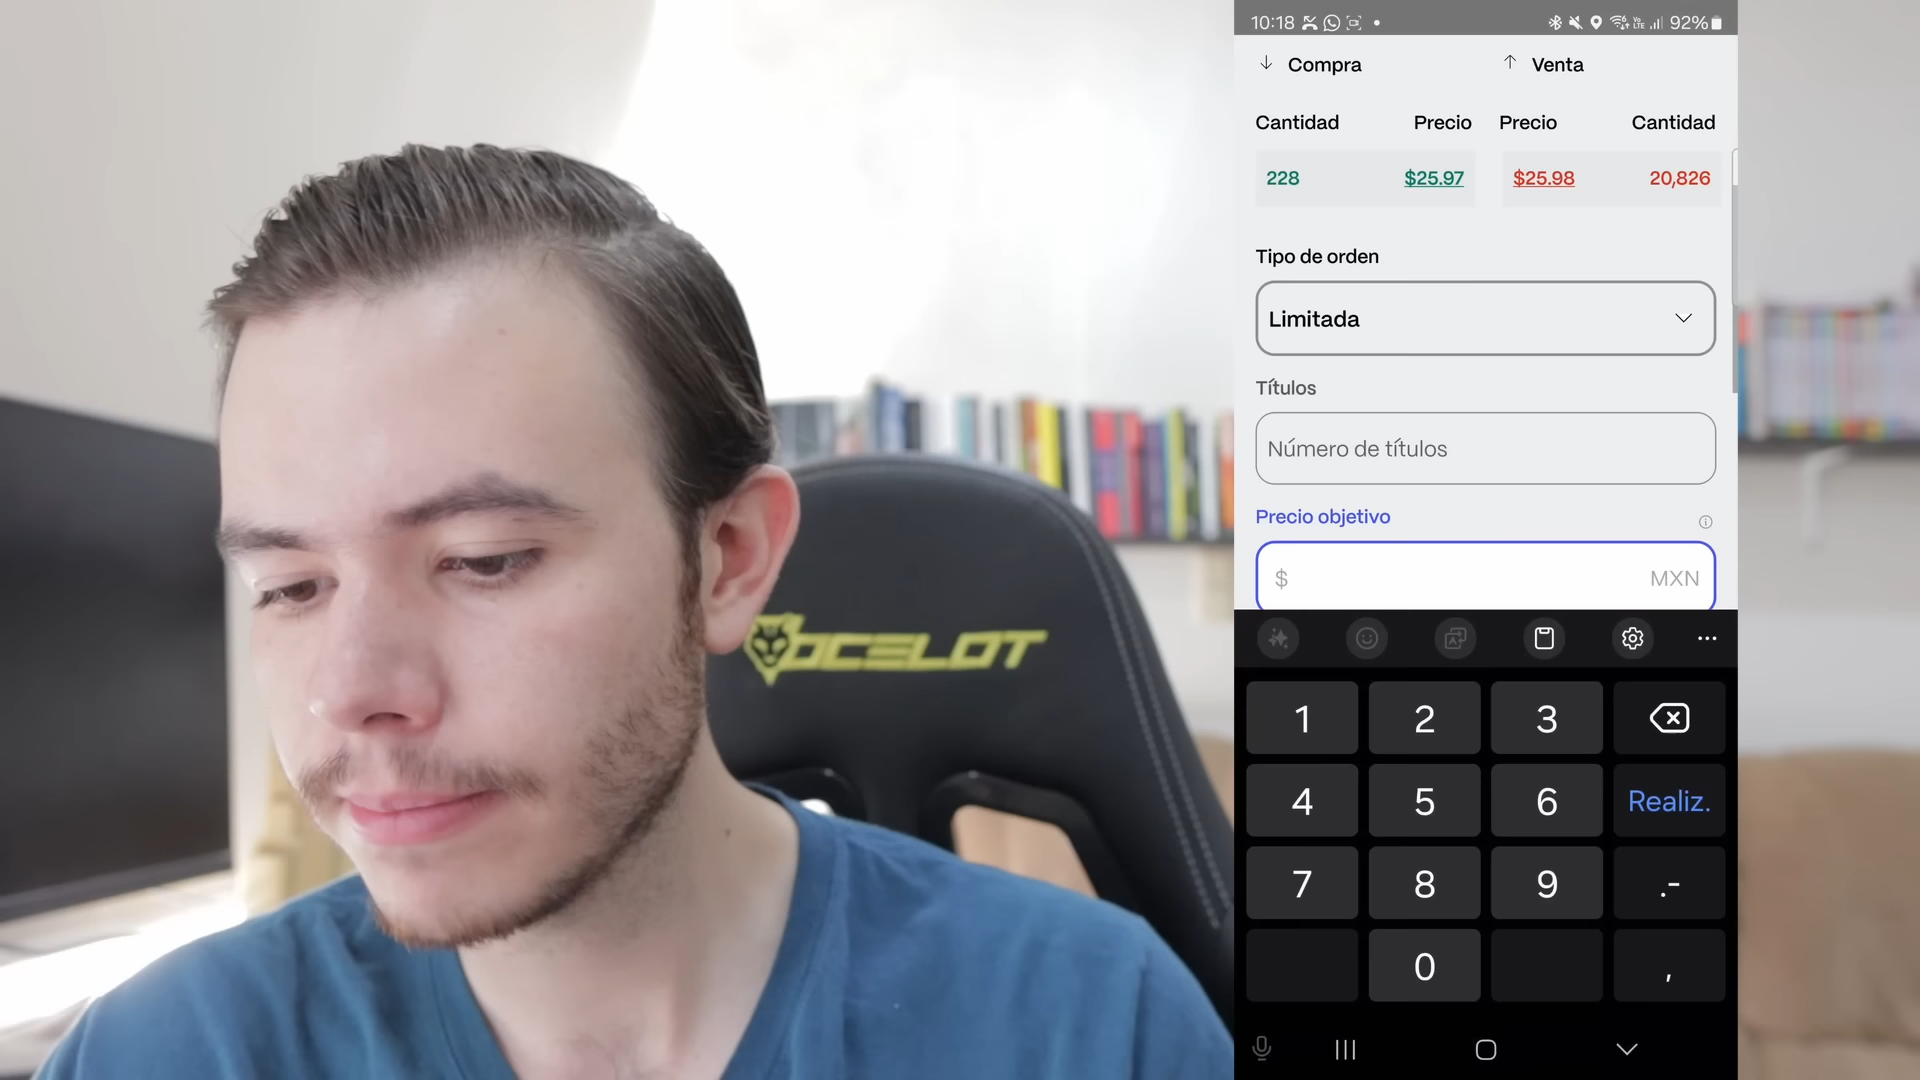 10:18
92%
Compra
Venta
Cantidad Precio Precio Cantidad
228 $25.97 $25.98 20,826
Tipo de orden
Limitada
Títulos
Número de títulos
Precio objetivo
$ MXN
1 2 3
4 5 6 Realiz.
7 8 9 .-
0 ,
OCELOT